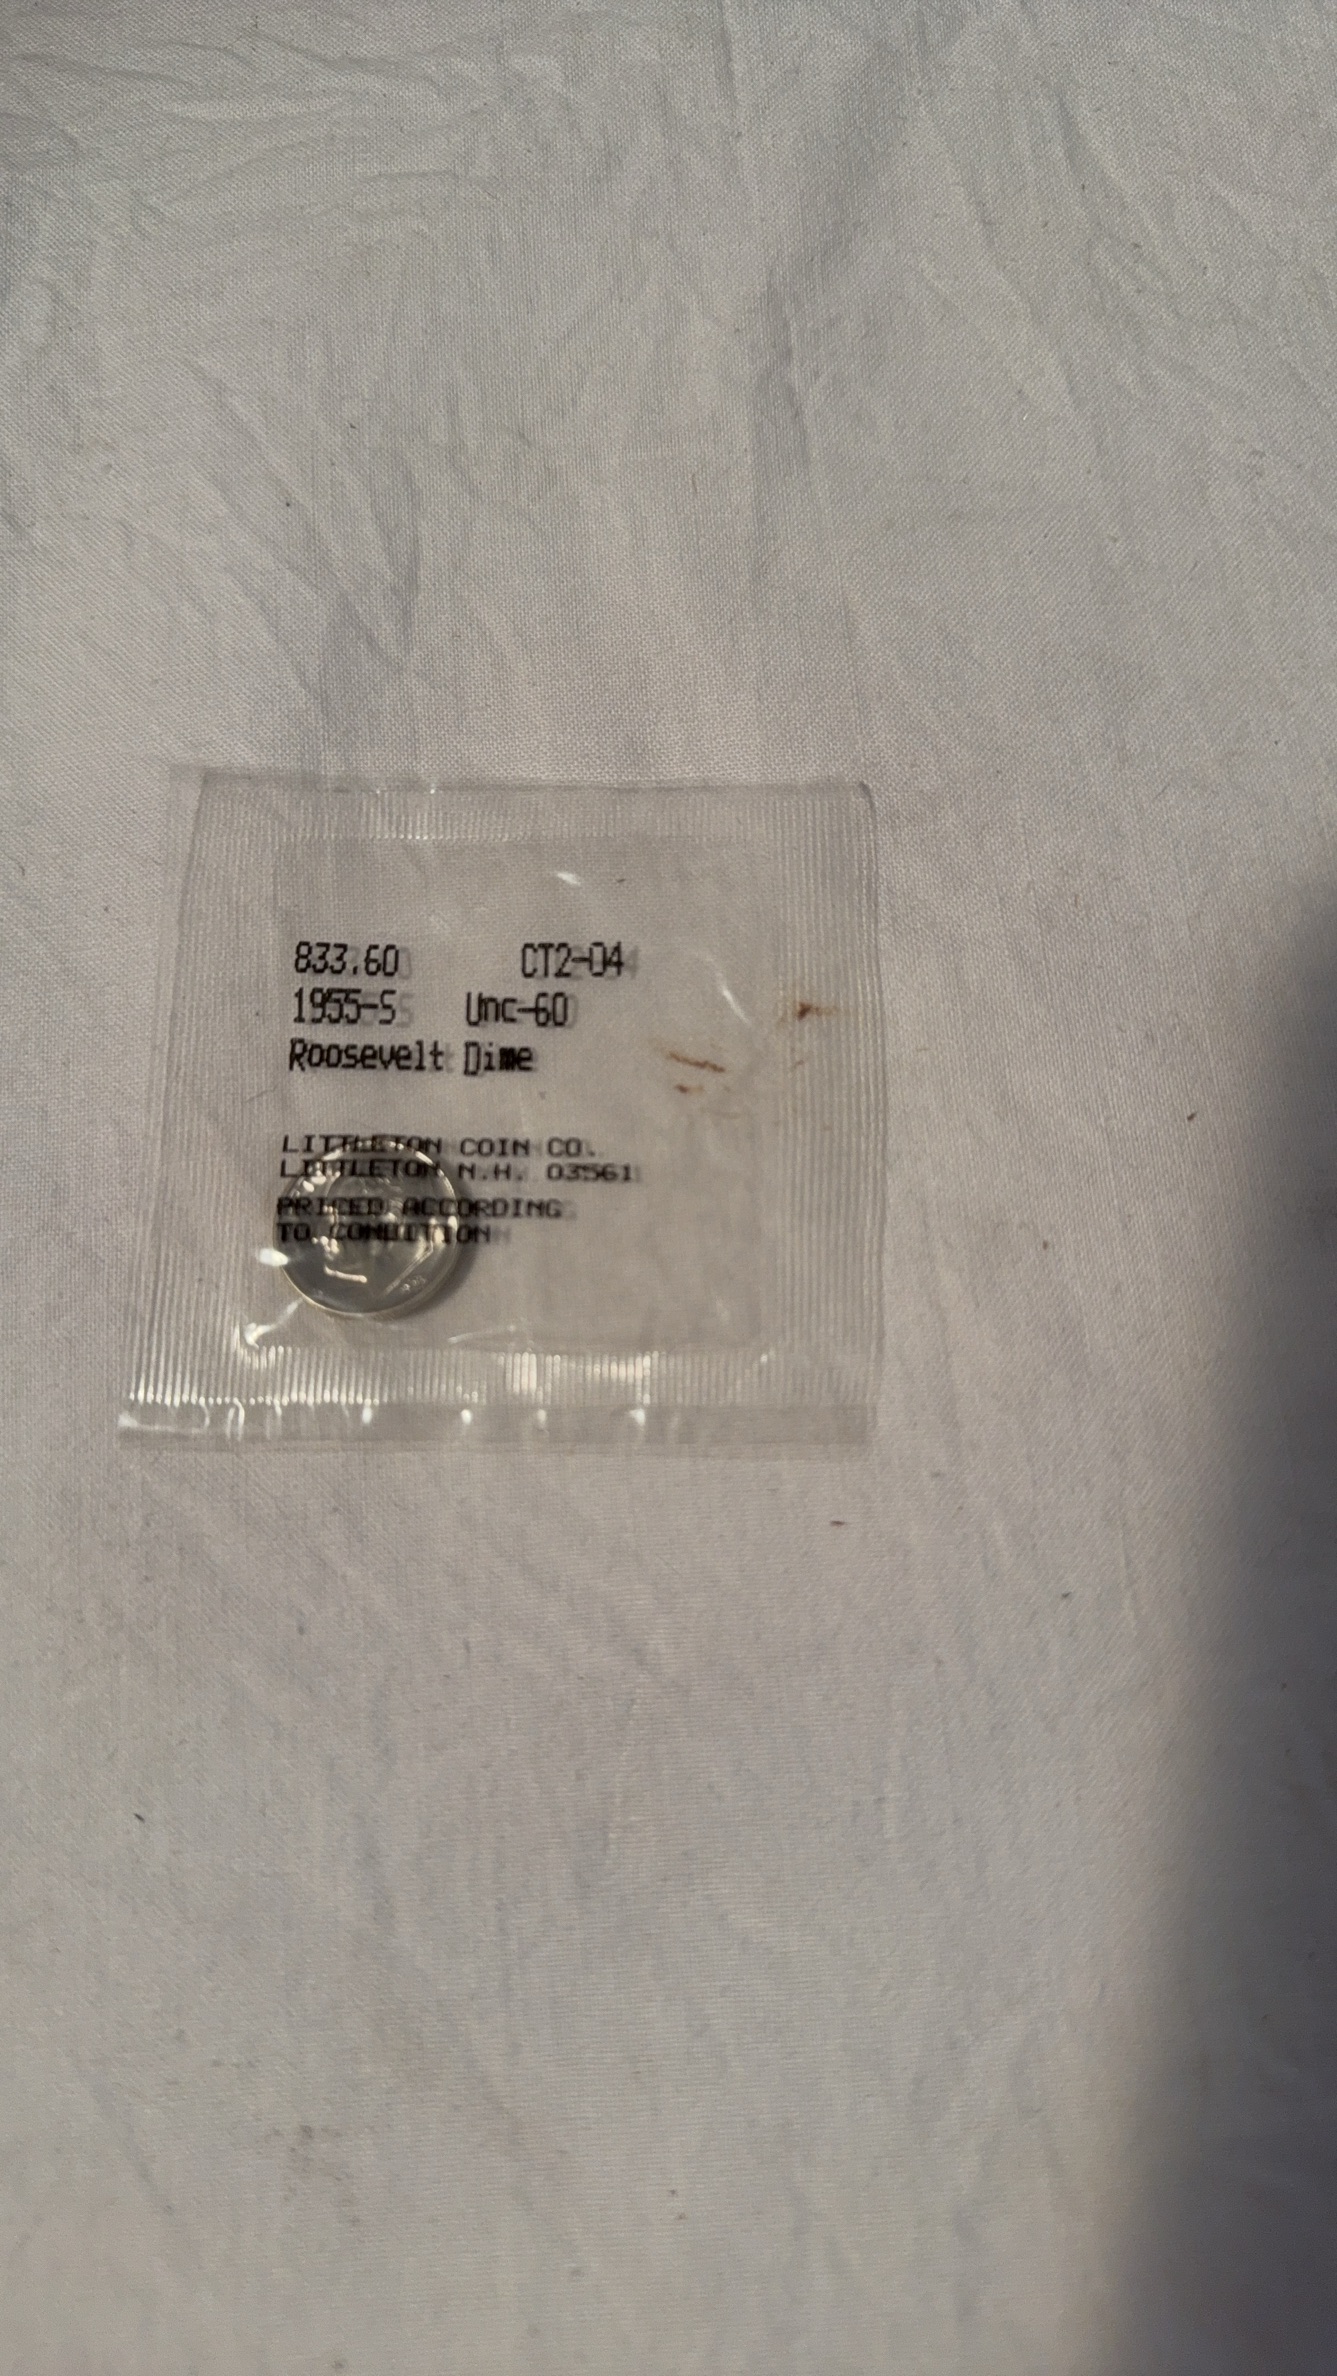 833.60 CT2-04
1955-S Unc-60
Roosevelt Dime
LITTLETON COIN CO.
LITTLETON N.H. 03561
PRICED ACCORDING
TO CONDITION